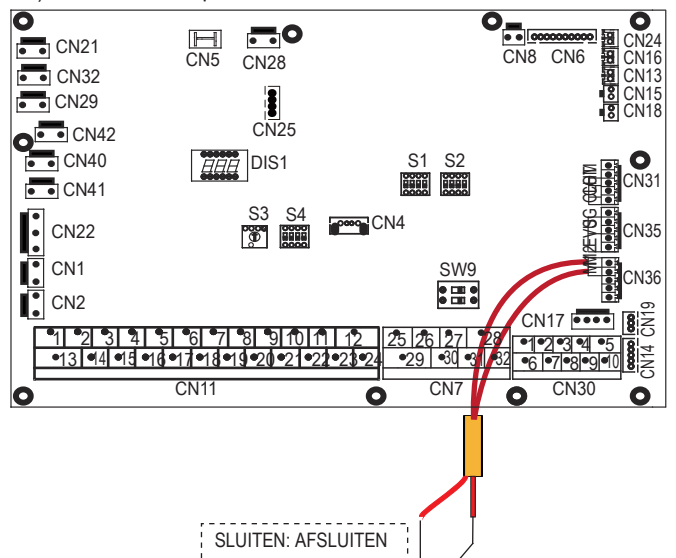 CN21
CN5
CN28
CN8
CN6
CN24
CN16
CN32
CN13
CN29
CN15
CN25
CN18
CN42
CN40
DIS1
S1
S2
CN31
CN41
CN22
S3
S4
CN4
CN35
CN1
SW9
CN36
CN2
CN17
CN19
1 2 3 4 5 6 7 8 9 10 11 12
25 26 27 28
1 2 3 4 5
13 14 15 16 17 18 19 20 21 22 23 24
29 30 31 32
6 7 8 9 10
CN14
CN11
CN7
CN30
SLUITEN: AFSLUITEN